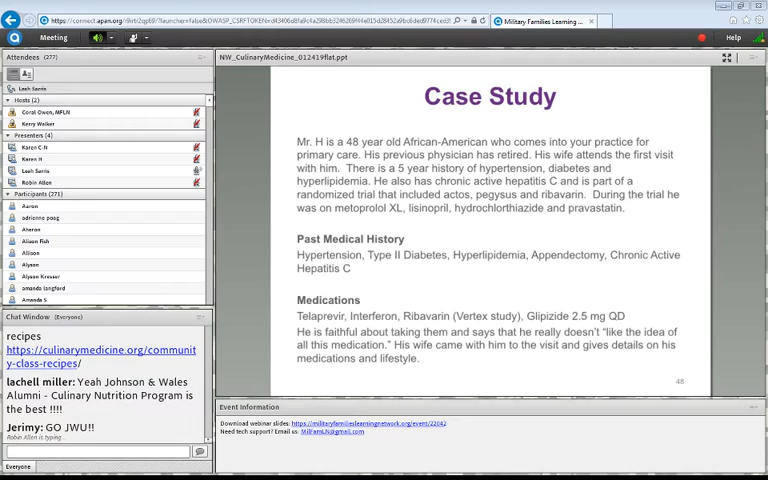 Military Families Learning ...
Meeting
Help
Attendees (277)
NW_CulinaryMedicine_012419flat.ppt
Leah Sarris
Hosts (2)
Coral Owen, MFLN
Kerry Walker
Presenters (4)
Karen C-N
Karen H
Leah Sarris
Robin Allen
Participants (271)
Aaron
adrienne poag
Aharon
Alison Fish
Allison
Alyson
Alyson Kresser
amanda langford
Amanda S
Chat Window (Everyone)
recipes
https://culinarymedicine.org/communit
y-class-recipes/
lachell miller: Yeah Johnson & Wales
Alumni - Culinary Nutrition Program is
the best !!!!
Jerimy: GO JWU!!
Robin Allen is typing...
Everyone
Case Study
Mr. H is a 48 year old African-American who comes into your practice for
primary care. His previous physician has retired. His wife attends the first visit
with him. There is a 5 year history of hypertension, diabetes and
hyperlipidemia. He also has chronic active hepatitis C and is part of a
randomized trial that included actos, pegysus and ribavarin. During the trial he
was on metoprolol XL, lisinopril, hydrochlorthiazide and pravastatin.
Past Medical History
Hypertension, Type II Diabetes, Hyperlipidemia, Appendectomy, Chronic Active
Hepatitis C
Medications
Telaprevir, Interferon, Ribavarin (Vertex study), Glipizide 2.5 mg QD
He is faithful about taking them and says that he really doesn't “like the idea of
all this medication.” His wife came with him to the visit and gives details on his
medications and lifestyle.
48
Event Information
Download webinar slides: https://militaryfamilieslearningnetwork.org/event/22042
Need tech support? Email us: MilFamLN@gmail.com